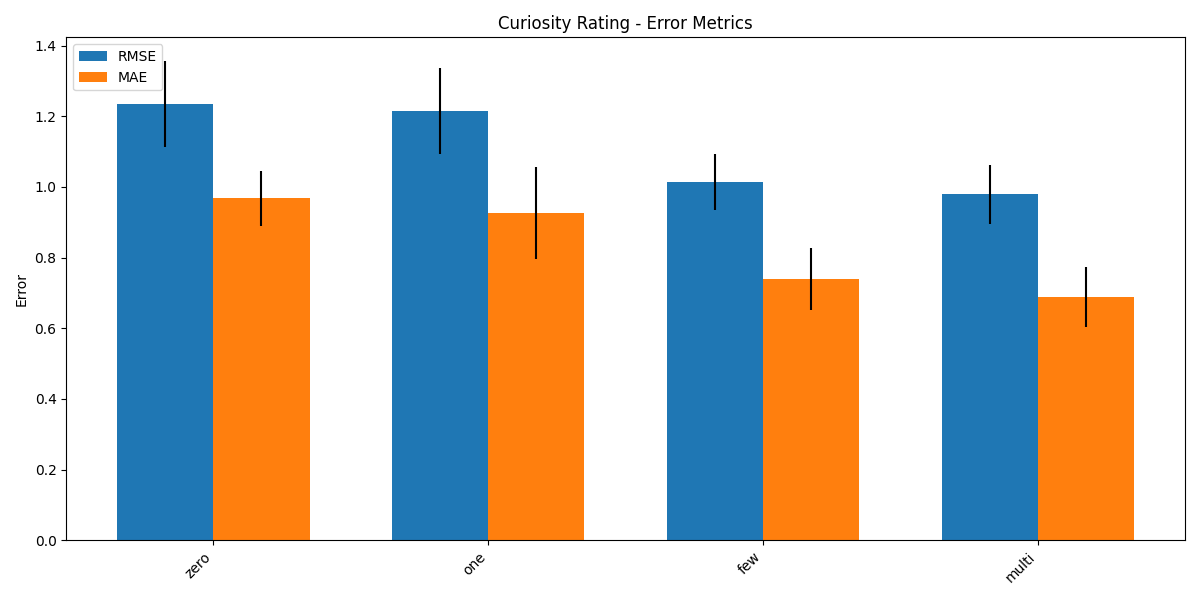 Curiosity Rating - Error Metrics
RMSE
MAE
Error
1.4
1.2
1.0
0.8
0.6
0.4
0.2
0.0
zero
one
few
multi